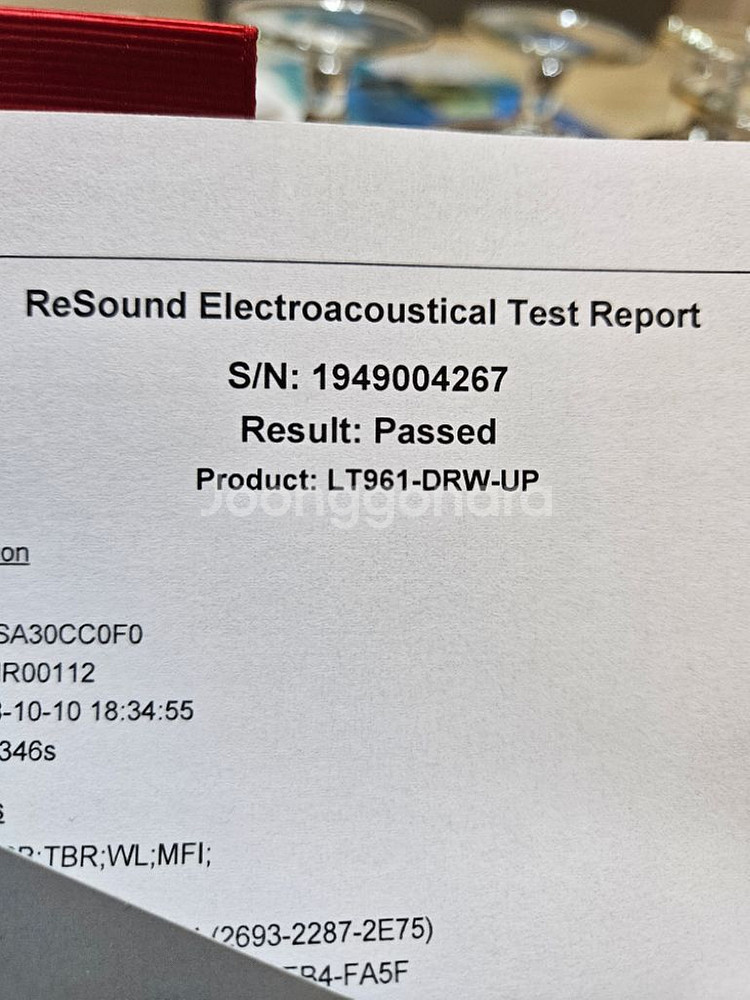 ReSound Electroacoustical Test Report
S/N: 1949004267
Result: Passed
Product: LT961-DRW-UP
Joonggonara
on
SA30CC0F0
R00112
-10-10 18:34:55
346s
TBR;WL;MFI;
(2693-2287-2E75)
B4-FA5F